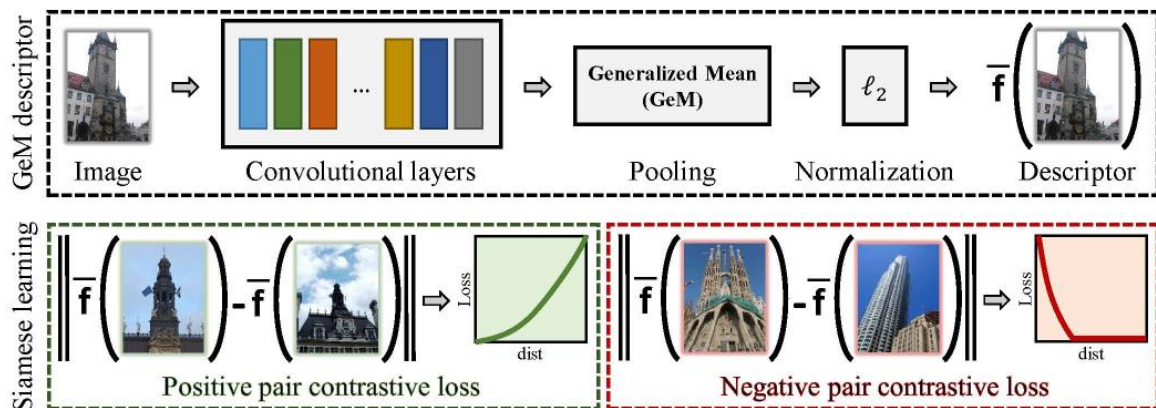 GeM descriptor
Generalized Mean
(GeM)
...
ℓ₂
f̄
Image
Convolutional layers
Pooling
Normalization
Descriptor
Siamese learning
‖ f̄ ( ) - f̄ ( ) ‖
Loss
dist
Positive pair contrastive loss
‖ f̄ ( ) - f̄ ( ) ‖
Loss
dist
Negative pair contrastive loss